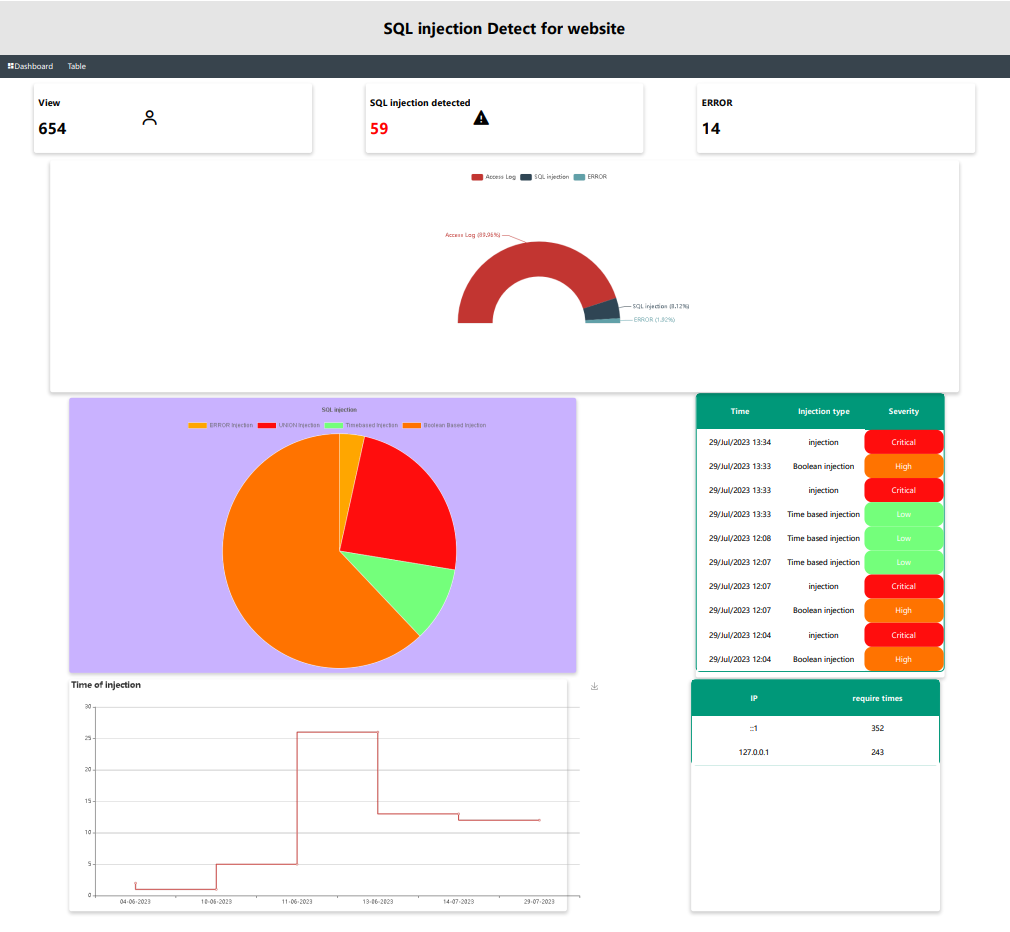 SQL injection Detect for website
Dashboard Table
View
654
SQL injection detected
59
ERROR
14
Access Log SQL injection ERROR
Access Log (89.96%)
SQL injection (8.12%)
ERROR (1.92%)
SQL injection
ERROR Injection UNION Injection Timebased Injection Boolean Based Injection
Time Injection type Severity
29/Jul/2023 13:34 injection Critical
29/Jul/2023 13:33 Boolean injection High
29/Jul/2023 13:33 injection Critical
29/Jul/2023 13:33 Time based injection Low
29/Jul/2023 12:08 Time based injection Low
29/Jul/2023 12:07 Time based injection Low
29/Jul/2023 12:07 injection Critical
29/Jul/2023 12:07 Boolean injection High
29/Jul/2023 12:04 injection Critical
29/Jul/2023 12:04 Boolean injection High
Time of injection
30
25
20
15
10
5
0
04-06-2023 10-06-2023 11-06-2023 13-06-2023 14-07-2023 29-07-2023
IP require times
::1 352
127.0.0.1 243